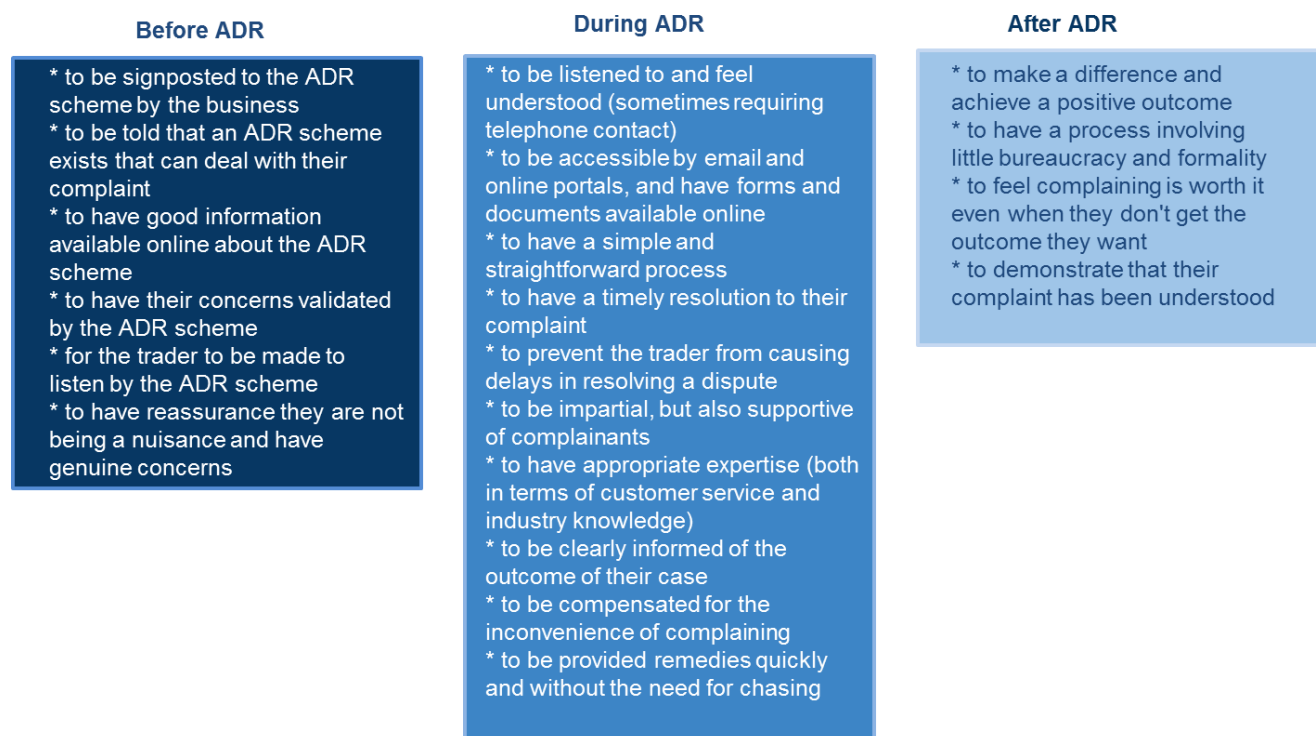 Before ADR
* to be signposted to the ADR
scheme by the business
* to be told that an ADR scheme
exists that can deal with their
complaint
* to have good information
available online about the ADR
scheme
* to have their concerns validated
by the ADR scheme
* for the trader to be made to
listen by the ADR scheme
* to have reassurance they are not
being a nuisance and have
genuine concerns
During ADR
* to be listened to and feel
understood (sometimes requiring
telephone contact)
* to be accessible by email and
online portals, and have forms and
documents available online
* to have a simple and
straightforward process
* to have a timely resolution to their
complaint
* to prevent the trader from causing
delays in resolving a dispute
* to be impartial, but also supportive
of complainants
* to have appropriate expertise (both
in terms of customer service and
industry knowledge)
* to be clearly informed of the
outcome of their case
* to be compensated for the
inconvenience of complaining
* to be provided remedies quickly
and without the need for chasing
After ADR
* to make a difference and
achieve a positive outcome
* to have a process involving
little bureaucracy and formality
* to feel complaining is worth it
even when they don't get the
outcome they want
* to demonstrate that their
complaint has been understood